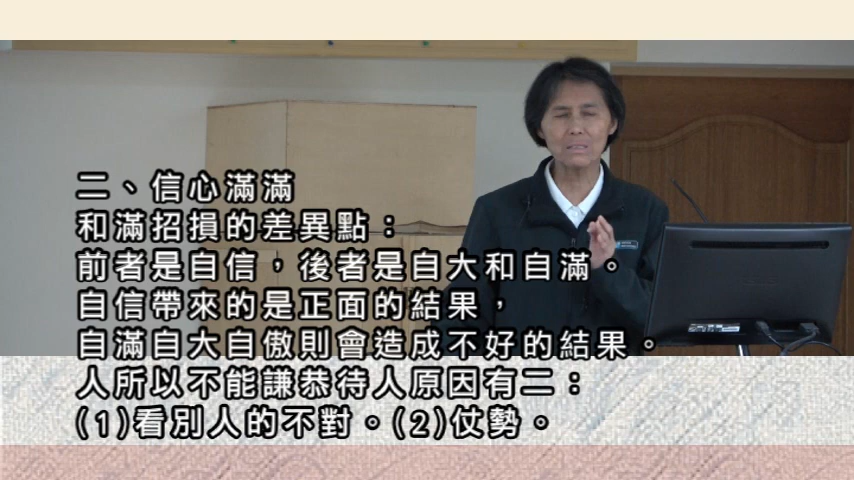 二、信心滿滿
和滿招損的差異點：
前者是自信，後者是自大和自滿。
自信帶來的是正面的結果，
自滿自大自傲則會造成不好的結果。
人所以不能謙恭待人原因有二：
(1)看別人的不對。(2)仗勢。